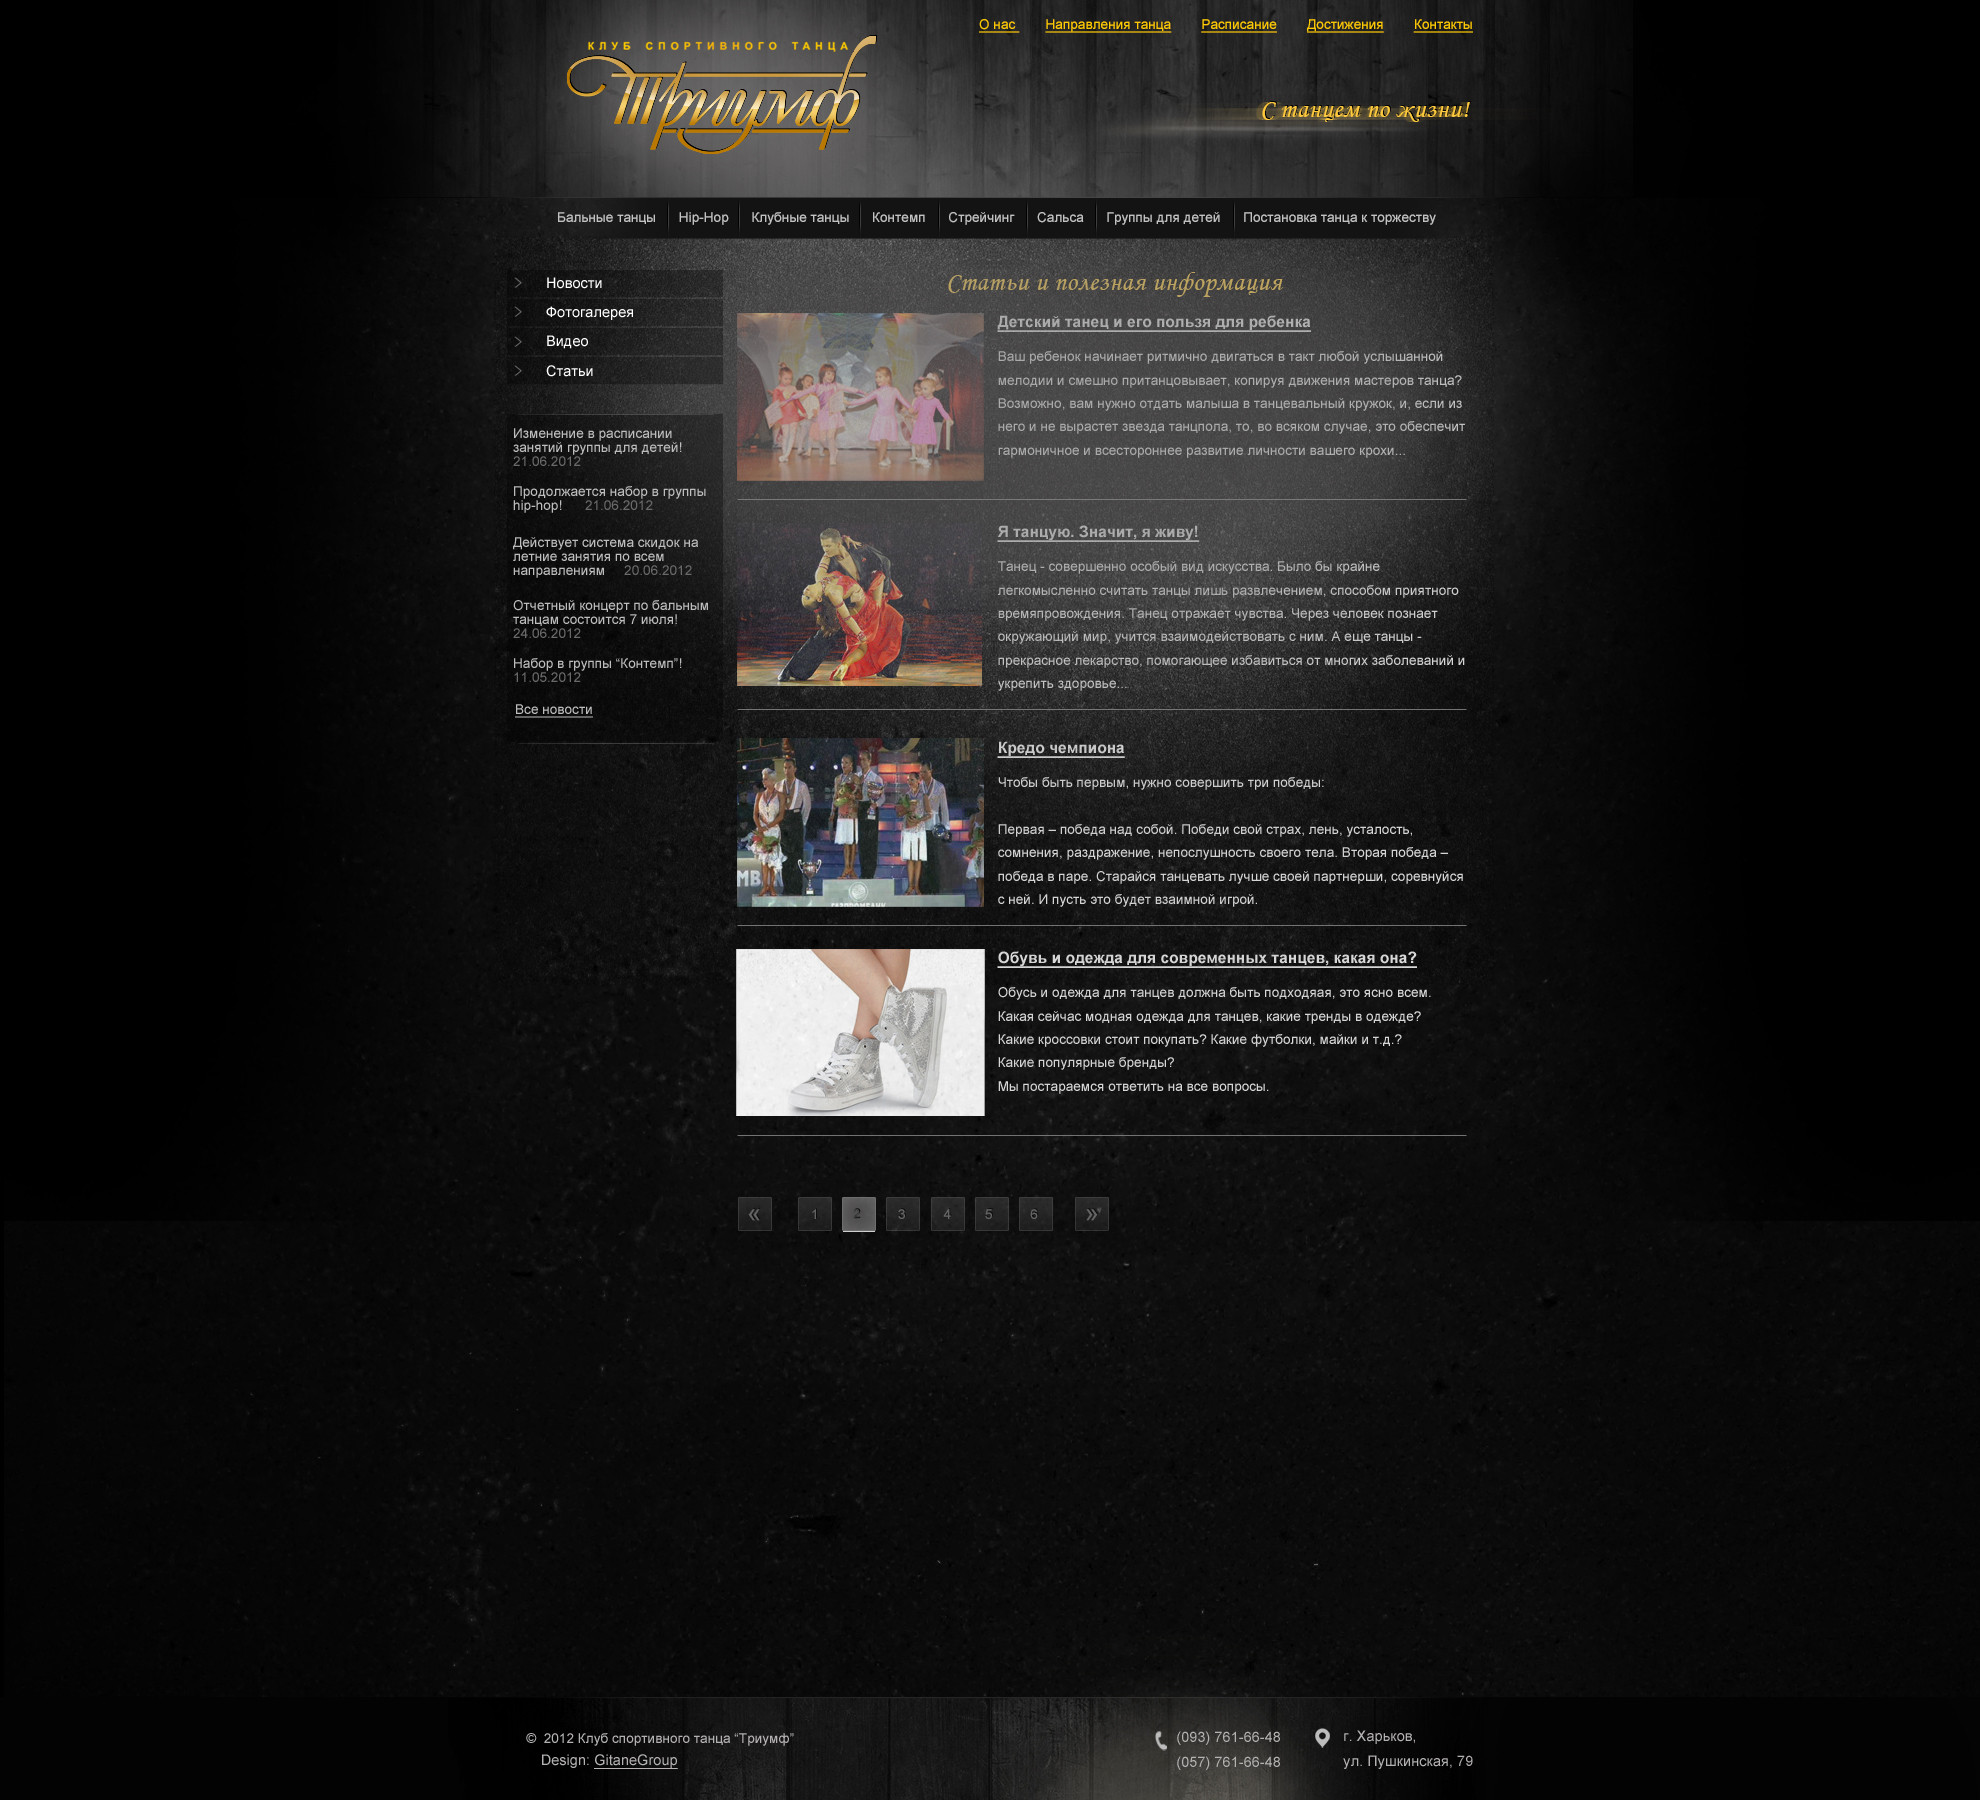 О нас Направления танца Расписание Достижения Контакты
КЛУБ СПОРТИВНОГО ТАНЦА
Триумф
С танцем по жизни!
Бальные танцы Hip-Hop Клубные танцы Контемп Стрейчинг Сальса Группы для детей Постановка танца к торжеству
Новости
Фотогалерея
Видео
Статьи
Изменение в расписании
занятий группы для детей!
21.06.2012
Продолжается набор в группы
hip-hop! 21.06.2012
Действует система скидок на
летние занятия по всем
направлениям 20.06.2012
Отчетный концерт по бальным
танцам состоится 7 июля!
24.06.2012
Набор в группы “Контемп”!
11.05.2012
Все новости
Статьи и полезная информация
Детский танец и его пользя для ребенка
Ваш ребенок начинает ритмично двигаться в такт любой услышанной
мелодии и смешно пританцовывает, копируя движения мастеров танца?
Возможно, вам нужно отдать малыша в танцевальный кружок, и, если из
него и не вырастет звезда танцпола, то, во всяком случае, это обеспечит
гармоничное и всестороннее развитие личности вашего крохи...
Я танцую. Значит, я живу!
Танец - совершенно особый вид искусства. Было бы крайне
легкомысленно считать танцы лишь развлечением, способом приятного
времяпровождения. Танец отражает чувства. Через человек познает
окружающий мир, учится взаимодействовать с ним. А еще танцы -
прекрасное лекарство, помогающее избавиться от многих заболеваний и
укрепить здоровье...
МВ
ГАЗПРОМБАНК
Кредо чемпиона
Чтобы быть первым, нужно совершить три победы:
Первая – победа над собой. Победи свой страх, лень, усталость,
сомнения, раздражение, непослушность своего тела. Вторая победа –
победа в паре. Старайся танцевать лучше своей партнерши, соревнуйся
с ней. И пусть это будет взаимной игрой.
Обувь и одежда для современных танцев, какая она?
Обусь и одежда для танцев должна быть подходяая, это ясно всем.
Какая сейчас модная одежда для танцев, какие тренды в одежде?
Какие кроссовки стоит покупать? Какие футболки, майки и т.д.?
Какие популярные бренды?
Мы постараемся ответить на все вопросы.
« 1 2 3 4 5 6 »
© 2012 Клуб спортивного танца “Триумф”
Design: GitaneGroup
(093) 761-66-48
(057) 761-66-48
г. Харьков,
ул. Пушкинская, 79